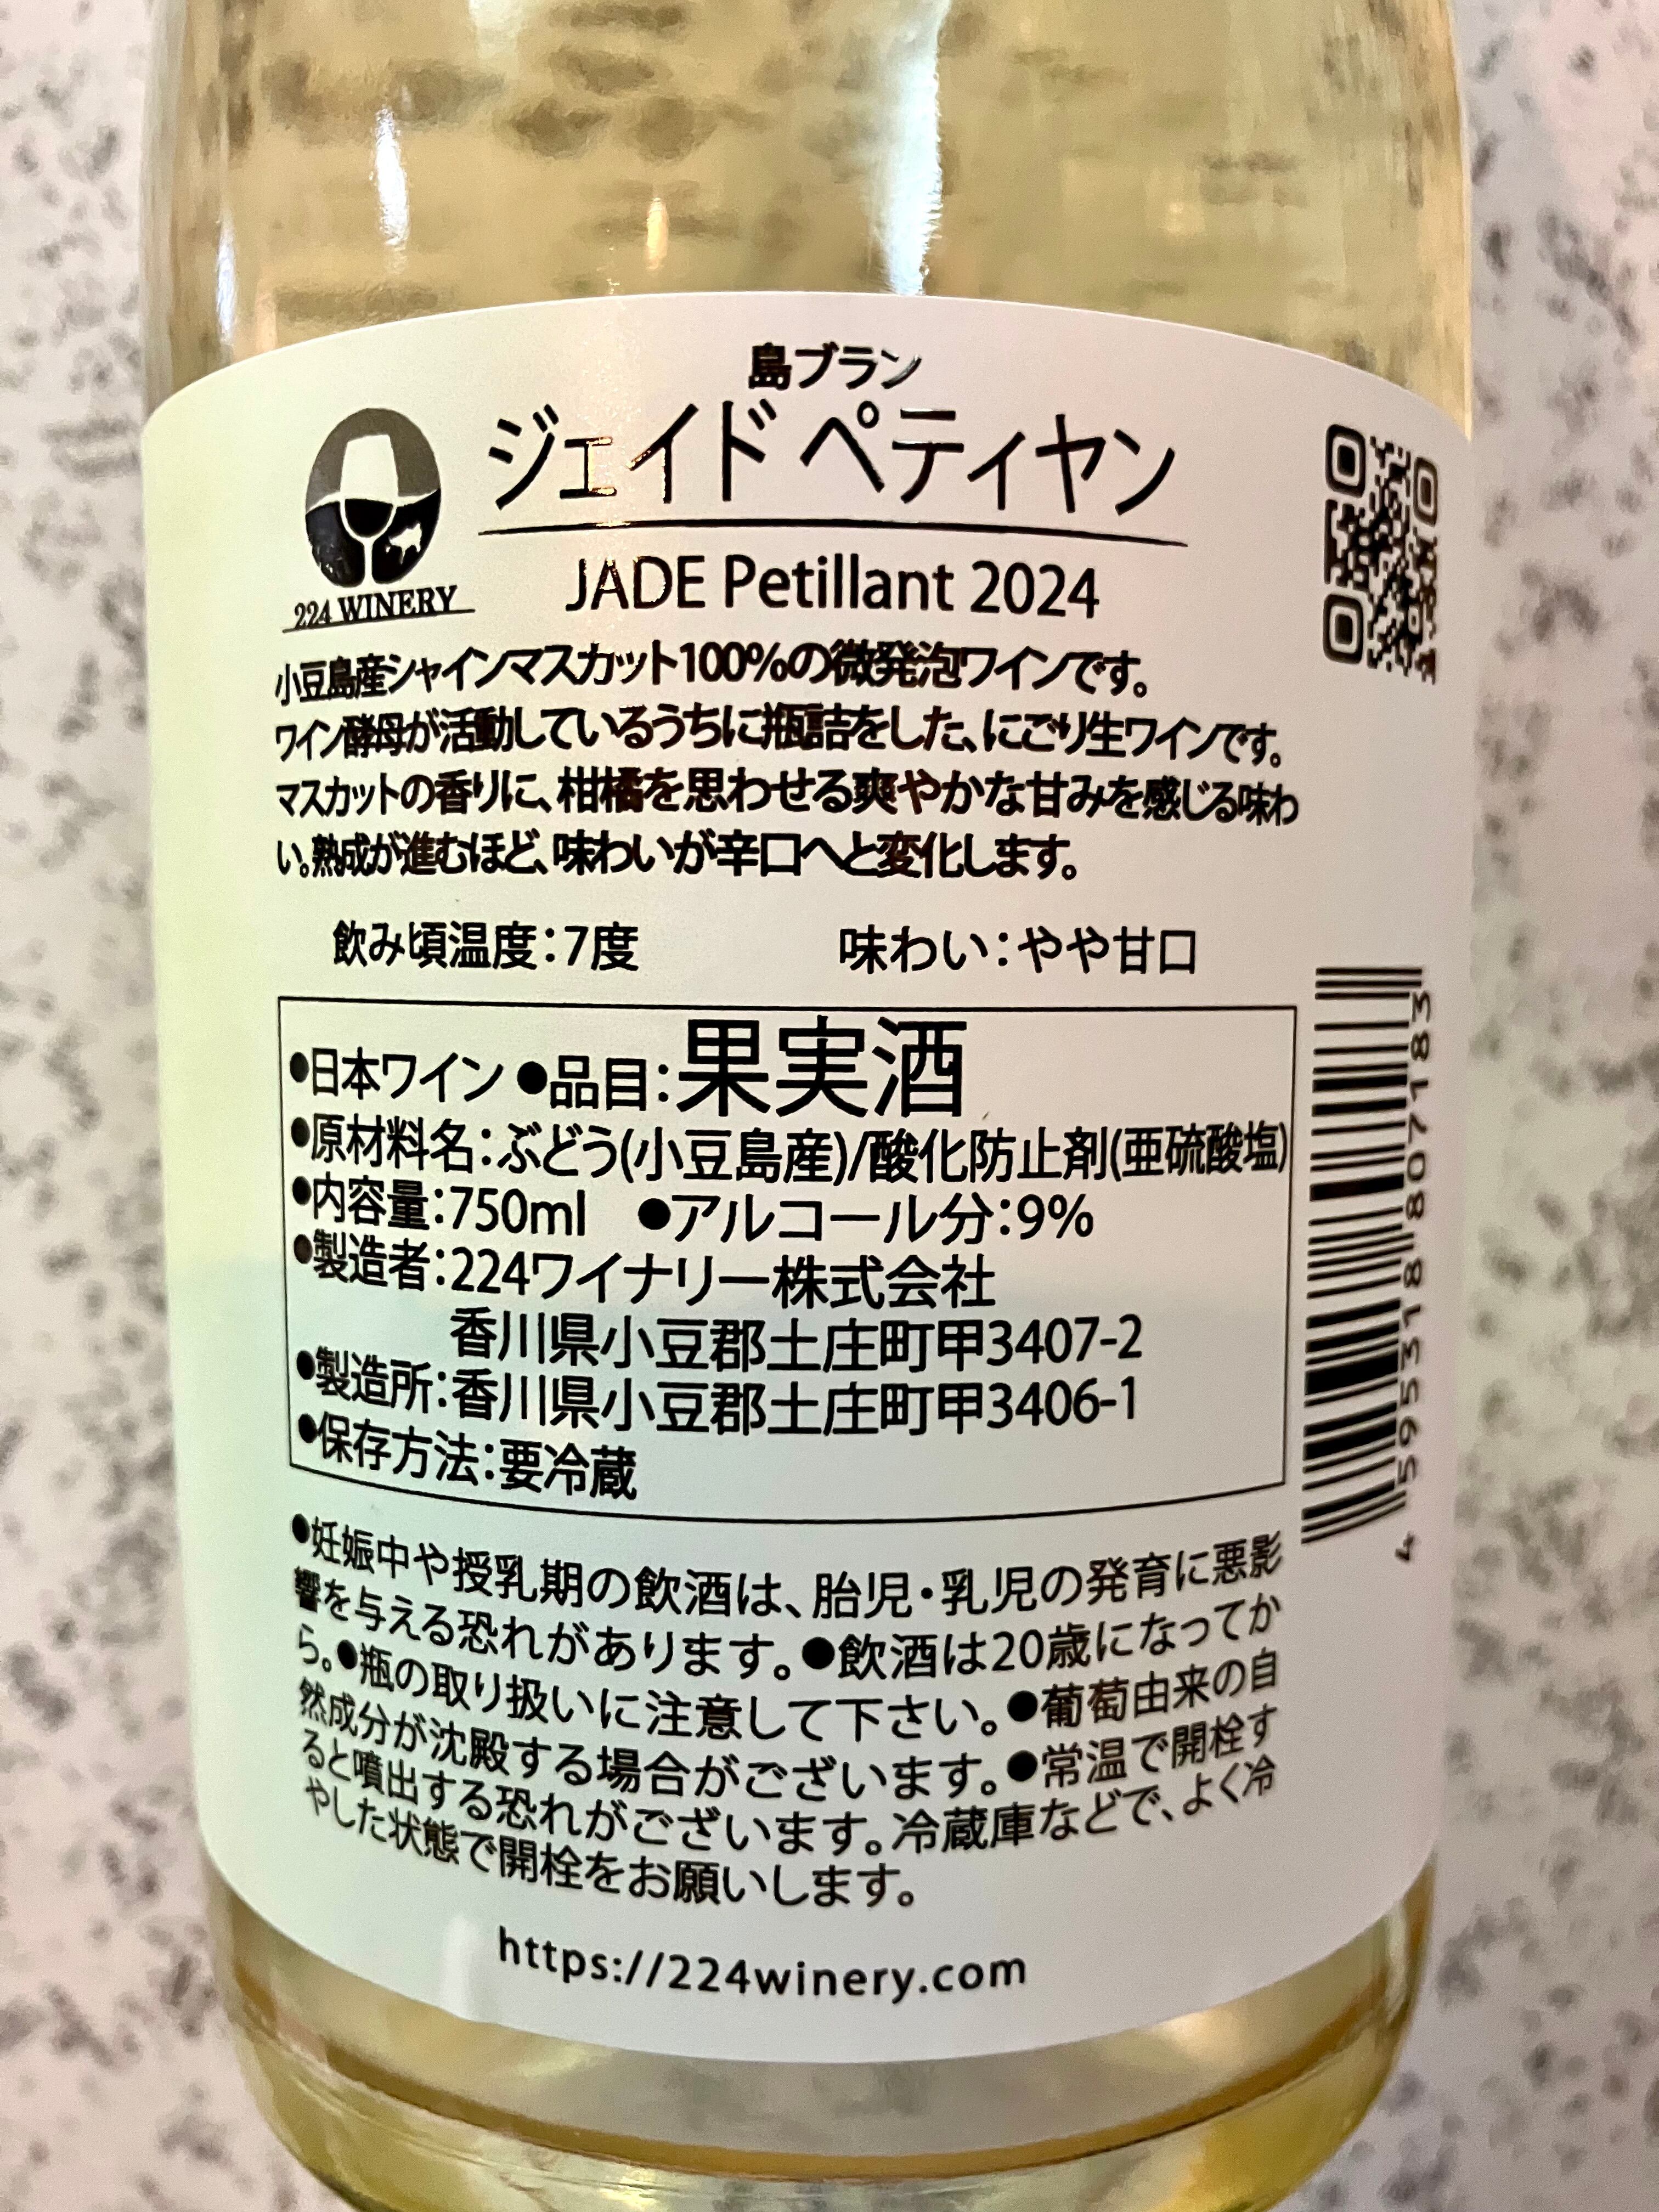 島ブラン
ジェイド ペティヤン
JADE Petillant 2024
224 WINERY
小豆島産シャインマスカット100%の微発泡ワインです。
ワイン酵母が活動しているうちに瓶詰をした、にごり生ワインです。
マスカットの香りに、柑橘を思わせる爽やかな甘みを感じる味わ
い。熟成が進むほど、味わいが辛口へと変化します。
飲み頃温度：7度 味わい：やや甘口
●日本ワイン ●品目：果実酒
●原材料名：ぶどう(小豆島産)/酸化防止剤(亜硫酸塩)
●内容量：750ml ●アルコール分：9%
●製造者：224ワイナリー株式会社
香川県小豆郡土庄町甲3407-2
●製造所：香川県小豆郡土庄町甲3406-1
●保存方法：要冷蔵
●妊娠中や授乳期の飲酒は、胎児・乳児の発育に悪影
響を与える恐れがあります。●飲酒は20歳になってか
ら。●瓶の取り扱いに注意して下さい。●葡萄由来の自
然成分が沈殿する場合がございます。●常温で開栓す
ると噴出する恐れがございます。冷蔵庫などで、よく冷
やした状態で開栓をお願いします。
https://224winery.com
4 595318 807183